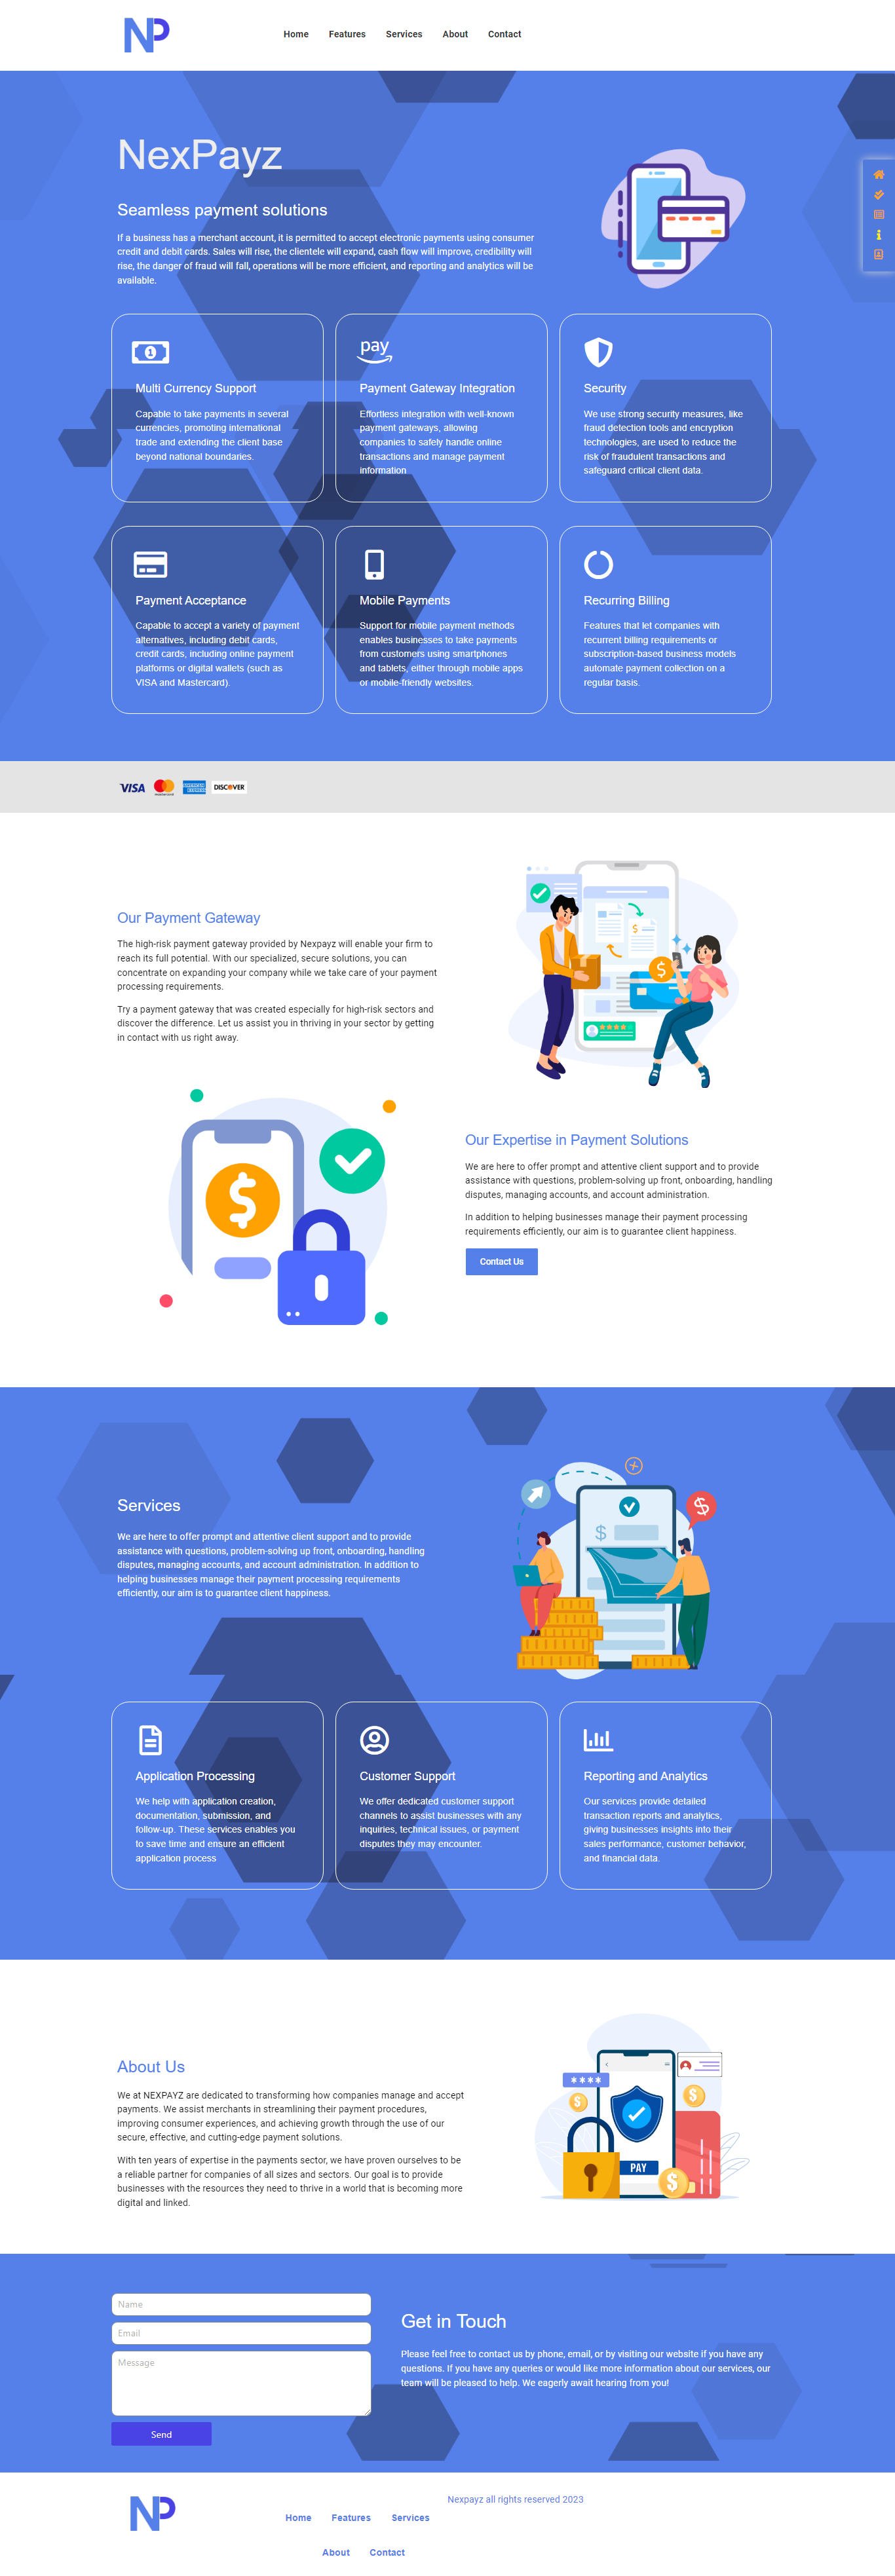 NP
Home Features Services About Contact
NexPayz
Seamless payment solutions
If a business has a merchant account, it is permitted to accept electronic payments using consumer
credit and debit cards. Sales will rise, the clientele will expand, cash flow will improve, credibility will
rise, the danger of fraud will fall, operations will be more efficient, and reporting and analytics will be
available.
Multi Currency Support
Capable to take payments in several
currencies, promoting international
trade and extending the client base
beyond national boundaries.
pay
Payment Gateway Integration
Effortless integration with well-known
payment gateways, allowing
companies to safely handle online
transactions and manage payment
information
Security
We use strong security measures, like
fraud detection tools and encryption
technologies, are used to reduce the
risk of fraudulent transactions and
safeguard critical client data.
Payment Acceptance
Capable to accept a variety of payment
alternatives, including debit cards,
credit cards, including online payment
platforms or digital wallets (such as
VISA and Mastercard).
Mobile Payments
Support for mobile payment methods
enables businesses to take payments
from customers using smartphones
and tablets, either through mobile apps
or mobile-friendly websites.
Recurring Billing
Features that let companies with
recurrent billing requirements or
subscription-based business models
automate payment collection on a
regular basis.
VISA mastercard AMERICAN EXPRESS DISCOVER
Our Payment Gateway
The high-risk payment gateway provided by Nexpayz will enable your firm to
reach its full potential. With our specialized, secure solutions, you can
concentrate on expanding your company while we take care of your payment
processing requirements.
Try a payment gateway that was created especially for high-risk sectors and
discover the difference. Let us assist you in thriving in your sector by getting
in contact with us right away.
Our Expertise in Payment Solutions
We are here to offer prompt and attentive client support and to provide
assistance with questions, problem-solving up front, onboarding, handling
disputes, managing accounts, and account administration.
In addition to helping businesses manage their payment processing
requirements efficiently, our aim is to guarantee client happiness.
Contact Us
Services
We are here to offer prompt and attentive client support and to provide
assistance with questions, problem-solving up front, onboarding, handling
disputes, managing accounts, and account administration. In addition to
helping businesses manage their payment processing requirements
efficiently, our aim is to guarantee client happiness.
Application Processing
We help with application creation,
documentation, submission, and
follow-up. These services enables you
to save time and ensure an efficient
application process
Customer Support
We offer dedicated customer support
channels to assist businesses with any
inquiries, technical issues, or payment
disputes they may encounter.
Reporting and Analytics
Our services provide detailed
transaction reports and analytics,
giving businesses insights into their
sales performance, customer behavior,
and financial data.
About Us
We at NEXPAYZ are dedicated to transforming how companies manage and accept
payments. We assist merchants in streamlining their payment procedures,
improving consumer experiences, and achieving growth through the use of our
secure, effective, and cutting-edge payment solutions.
With ten years of expertise in the payments sector, we have proven ourselves to be
a reliable partner for companies of all sizes and sectors. Our goal is to provide
businesses with the resources they need to thrive in a world that is becoming more
digital and linked.
****
PAY
Name
Email
Message
Send
Get in Touch
Please feel free to contact us by phone, email, or by visiting our website if you have any
questions. If you have any queries or would like more information about our services, our
team will be pleased to help. We eagerly await hearing from you!
NP
Home Features Services
About Contact
Nexpayz all rights reserved 2023